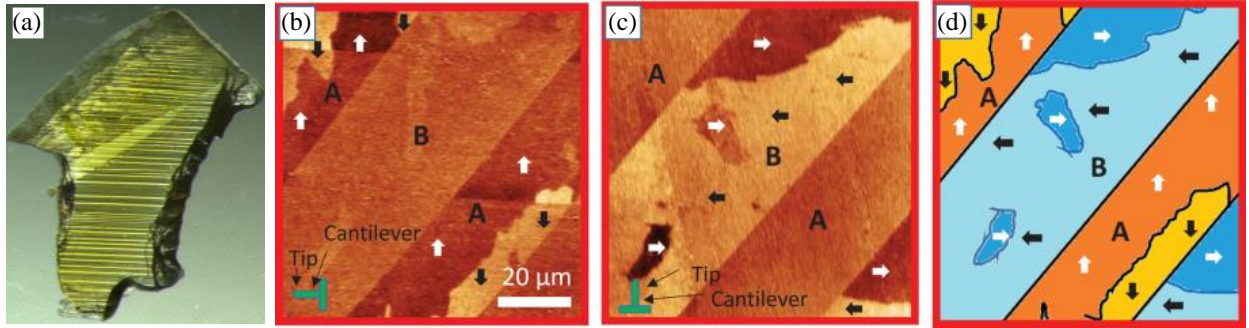 (a)
(b)
A
B
A
Cantilever
Tip
20 µm
(c)
A
B
A
Tip
Cantilever
(d)
A
B
A